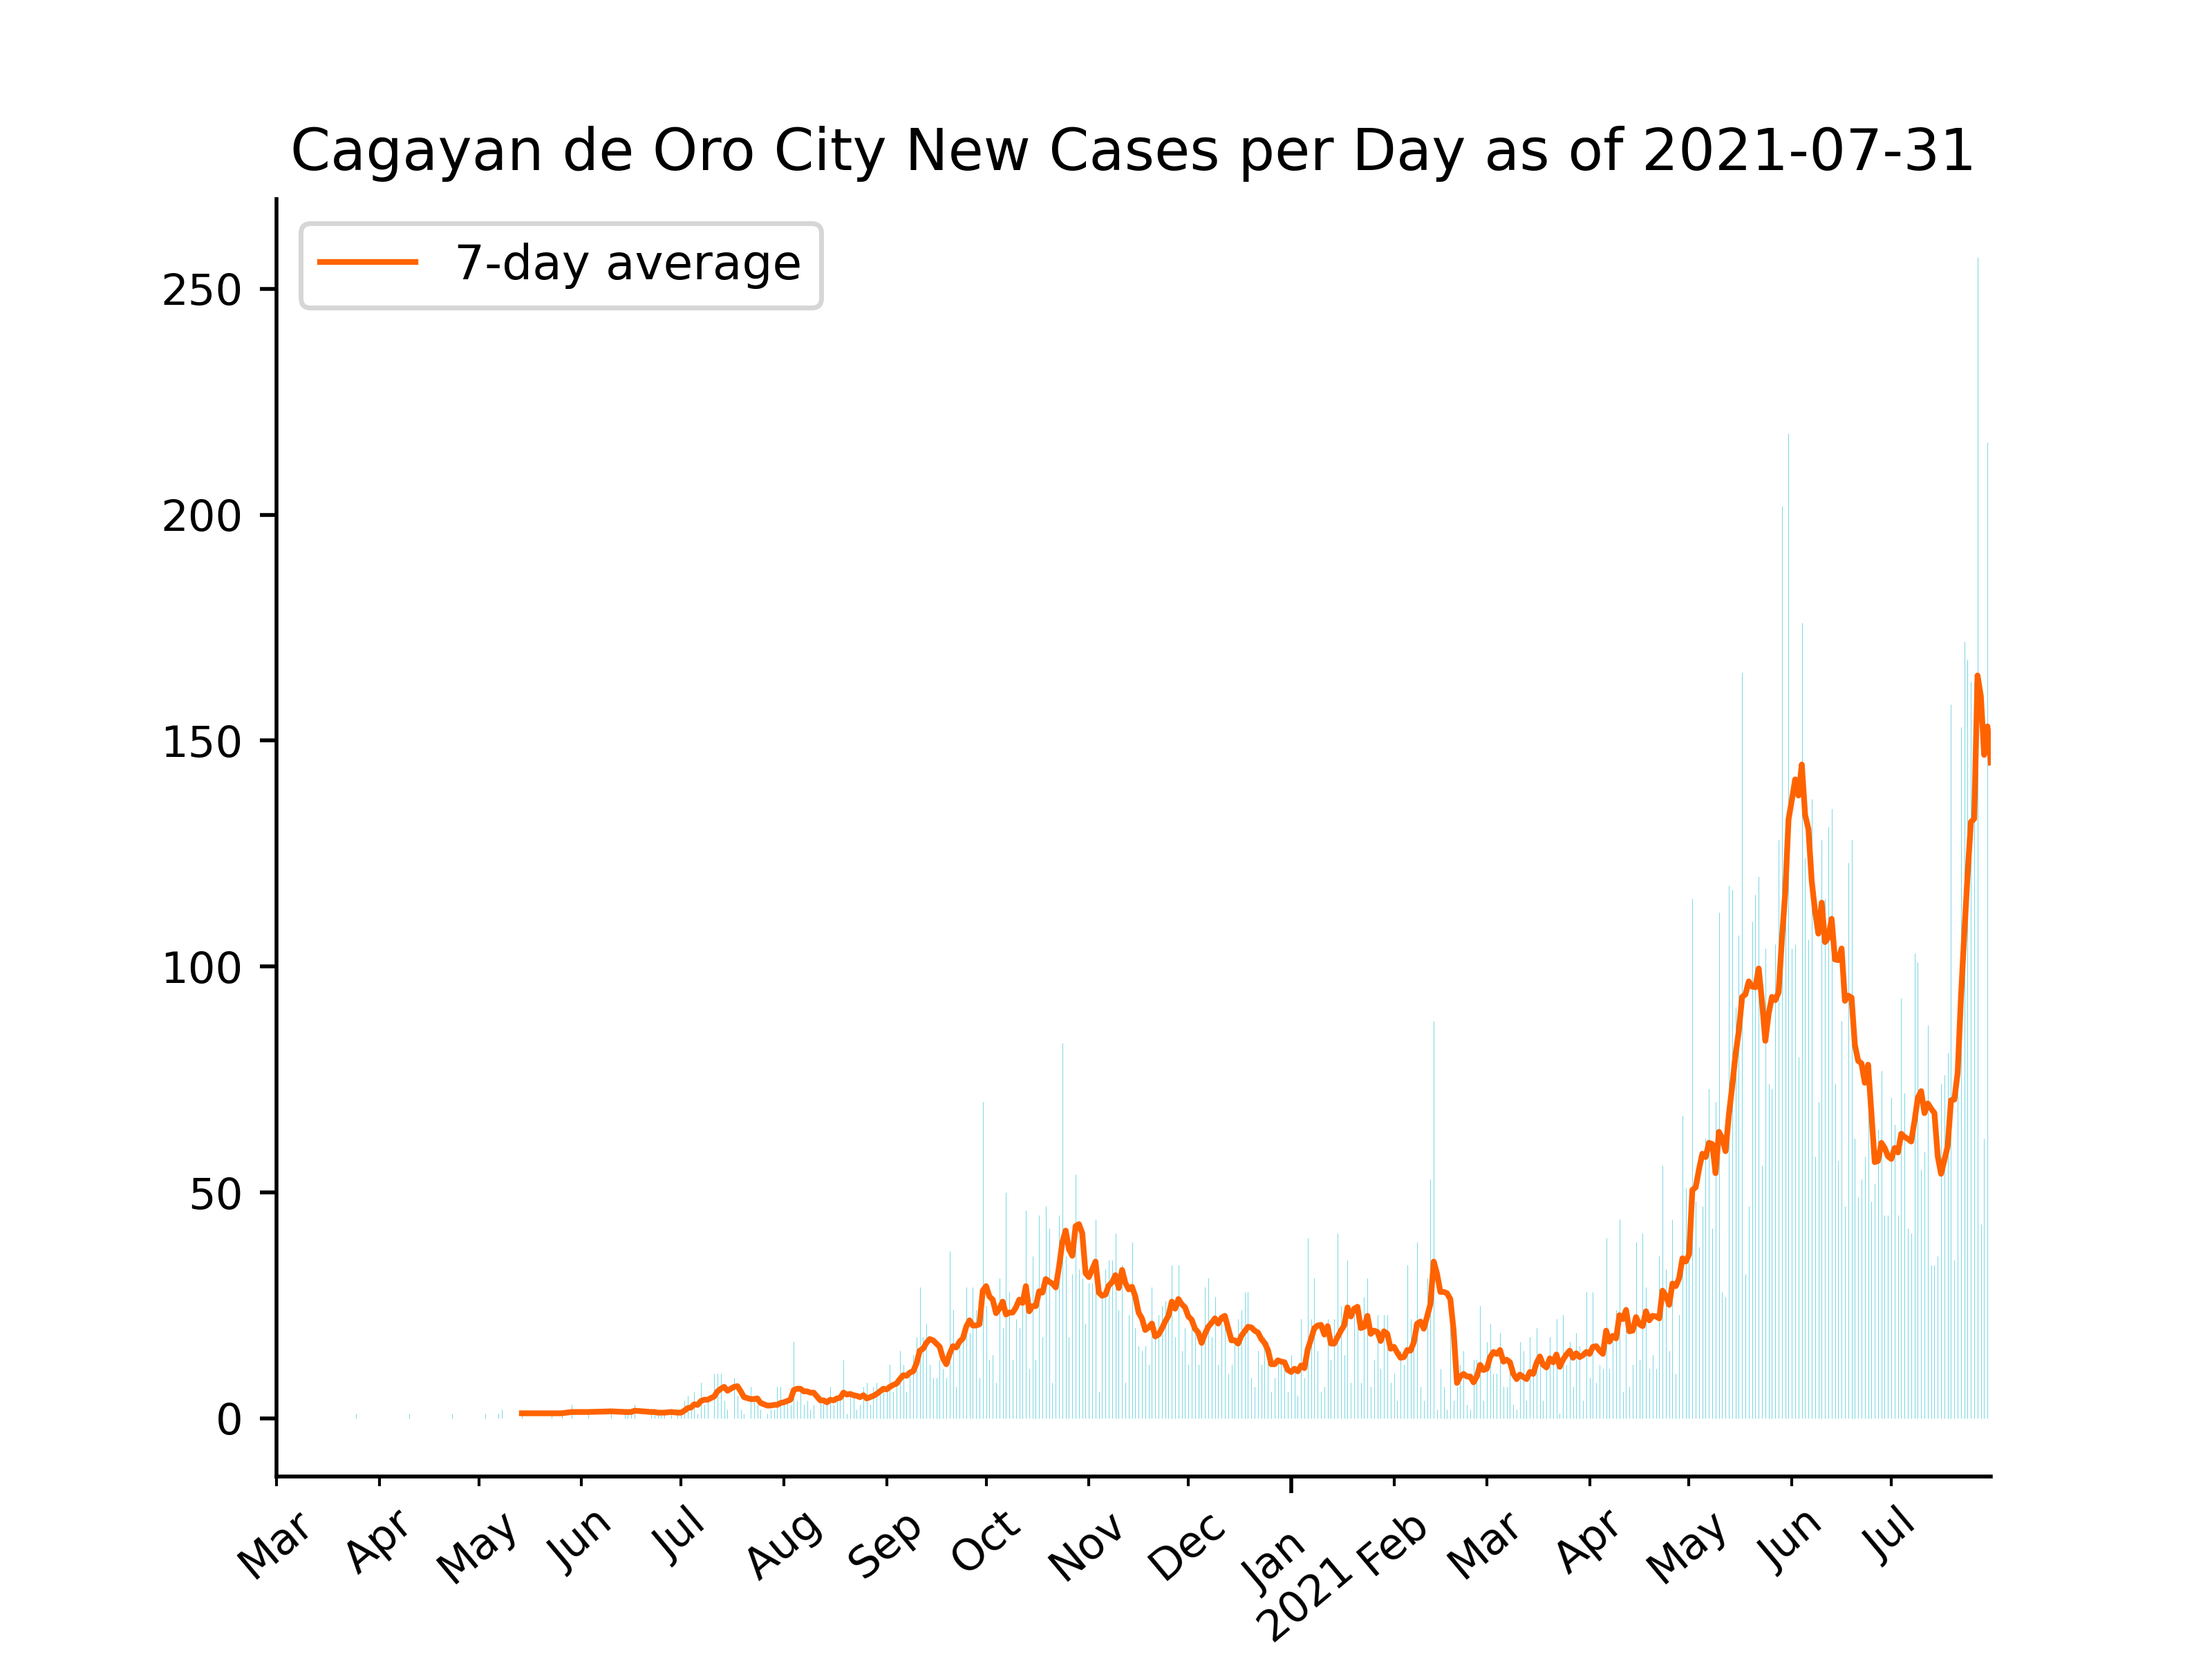 Cagayan de Oro City New Cases per Day as of 2021-07-31
7-day average
250
200
150
100
50
0
Mar
Apr
May
Jun
Jul
Aug
Sep
Oct
Nov
Dec
Jan
2021
Feb
Mar
Apr
May
Jun
Jul